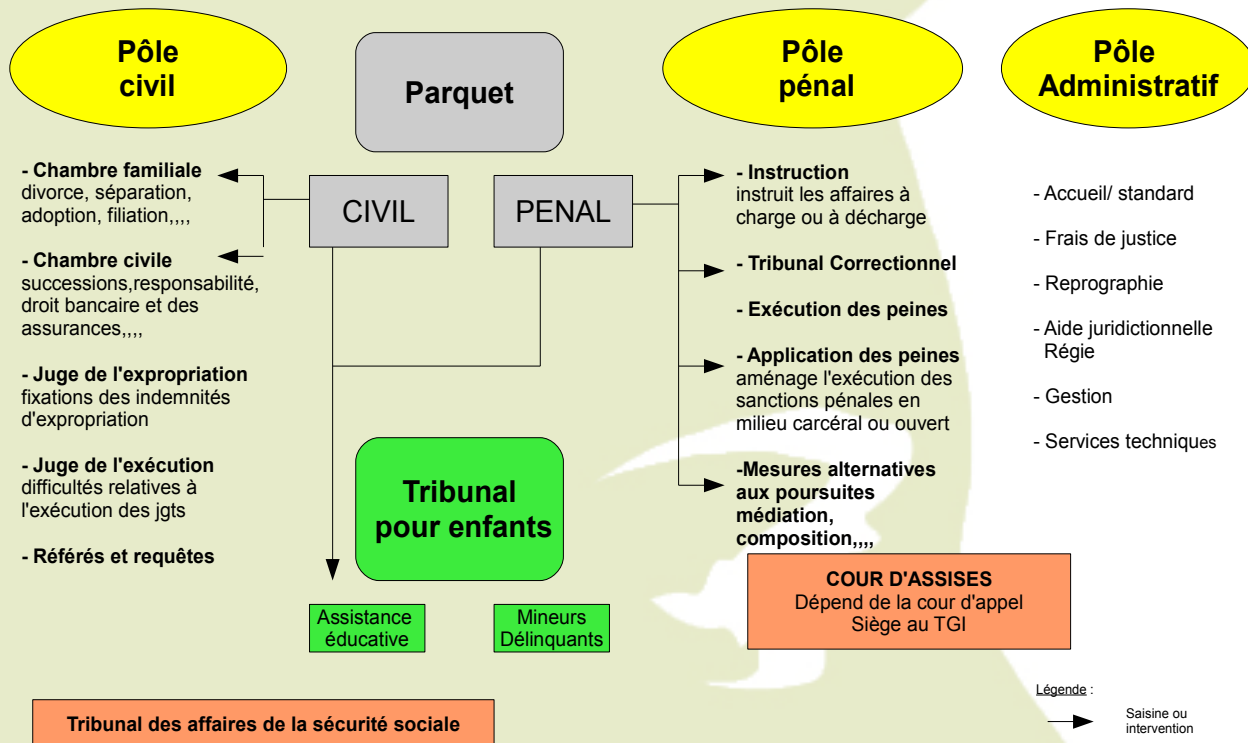 Pôle
civil
Parquet
Pôle
pénal
Pôle
Administratif
- Chambre familiale
divorce, séparation,
adoption, filiation,,,,
- Chambre civile
successions,responsabilité,
droit bancaire et des
assurances,,,,
- Juge de l'expropriation
fixations des indemnités
d'expropriation
- Juge de l'exécution
difficultés relatives à
l'exécution des jgts
- Référés et requêtes
CIVIL
PENAL
- Instruction
instruit les affaires à
charge ou à décharge
- Tribunal Correctionnel
- Exécution des peines
- Application des peines
aménage l'exécution des
sanctions pénales en
milieu carcéral ou ouvert
-Mesures alternatives
aux poursuites
médiation,
composition,,,,
- Accueil/ standard
- Frais de justice
- Reprographie
- Aide juridictionnelle
Régie
- Gestion
- Services techniques
Tribunal
pour enfants
Assistance
éducative
Mineurs
Délinquants
COUR D'ASSISES
Dépend de la cour d'appel
Siège au TGI
Tribunal des affaires de la sécurité sociale
Légende :
Saisine ou
intervention